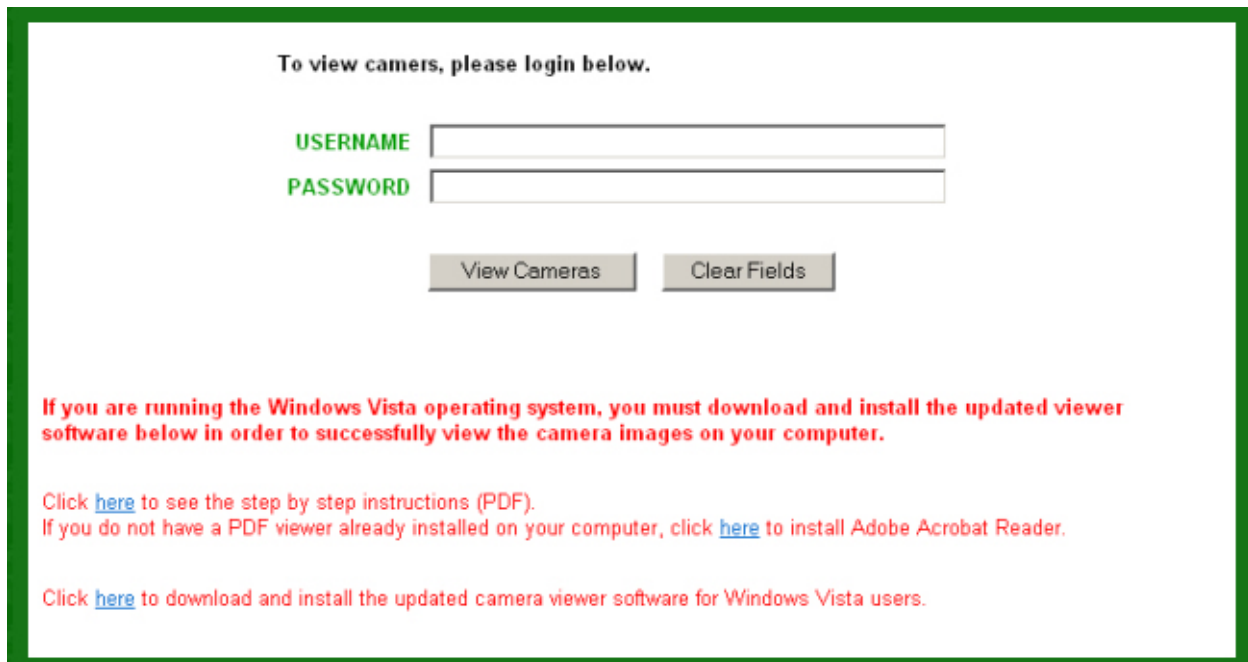 To view camers, please login below.
USERNAME
PASSWORD
View Cameras Clear Fields
If you are running the Windows Vista operating system, you must download and install the updated viewer
software below in order to successfully view the camera images on your computer.
Click here to see the step by step instructions (PDF).
If you do not have a PDF viewer already installed on your computer, click here to install Adobe Acrobat Reader.
Click here to download and install the updated camera viewer software for Windows Vista users.